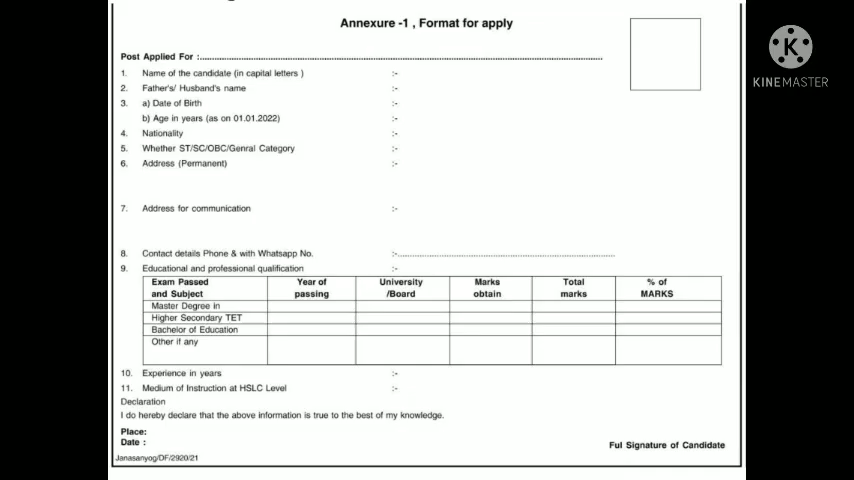 Annexure -1 , Format for apply
K
KINEMASTER
Post Applied For :.....................................................................................................
1. Name of the candidate (in capital letters ) :-
2. Father's/ Husband's name :-
3. a) Date of Birth :-
b) Age in years (as on 01.01.2022) :-
4. Nationality :-
5. Whether ST/SC/OBC/Genral Category :-
6. Address (Permanent) :-
7. Address for communication :-
8. Contact details Phone & with Whatsapp No. :-......................................................
9. Educational and professional qualification :-
Exam Passed and Subject Year of passing University /Board Marks obtain Total marks % of MARKS
Master Degree in
Higher Secondary TET
Bachelor of Education
Other if any
10. Experience in years :-
11. Medium of Instruction at HSLC Level :-
Declaration
I do hereby declare that the above information is true to the best of my knowledge.
Place:
Date :
Ful Signature of Candidate
Janasanyog/DF/2920/21